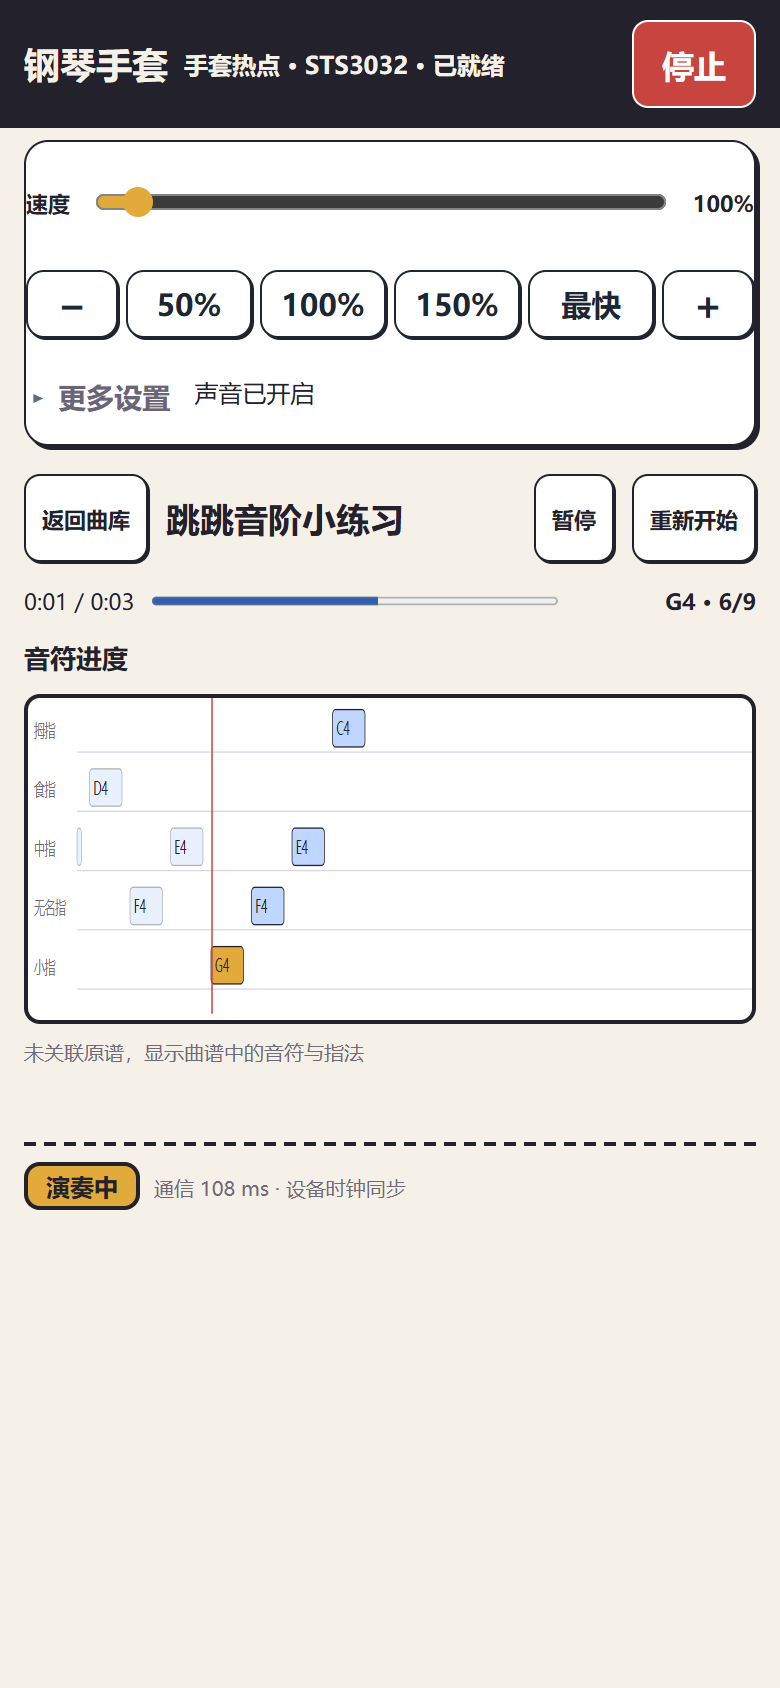 钢琴手套 手套热点 • STS3032 • 已就绪 停止
速度 100%
− 50% 100% 150% 最快 +
▸ 更多设置 声音已开启
返回曲库 跳跳音阶小练习 暂停 重新开始
0:01 / 0:03 G4 • 6/9
音符进度
拇指 C4
食指 D4
中指 E4 E4
无名指 F4 F4
小指 G4
未关联原谱，显示曲谱中的音符与指法
演奏中 通信 108 ms · 设备时钟同步